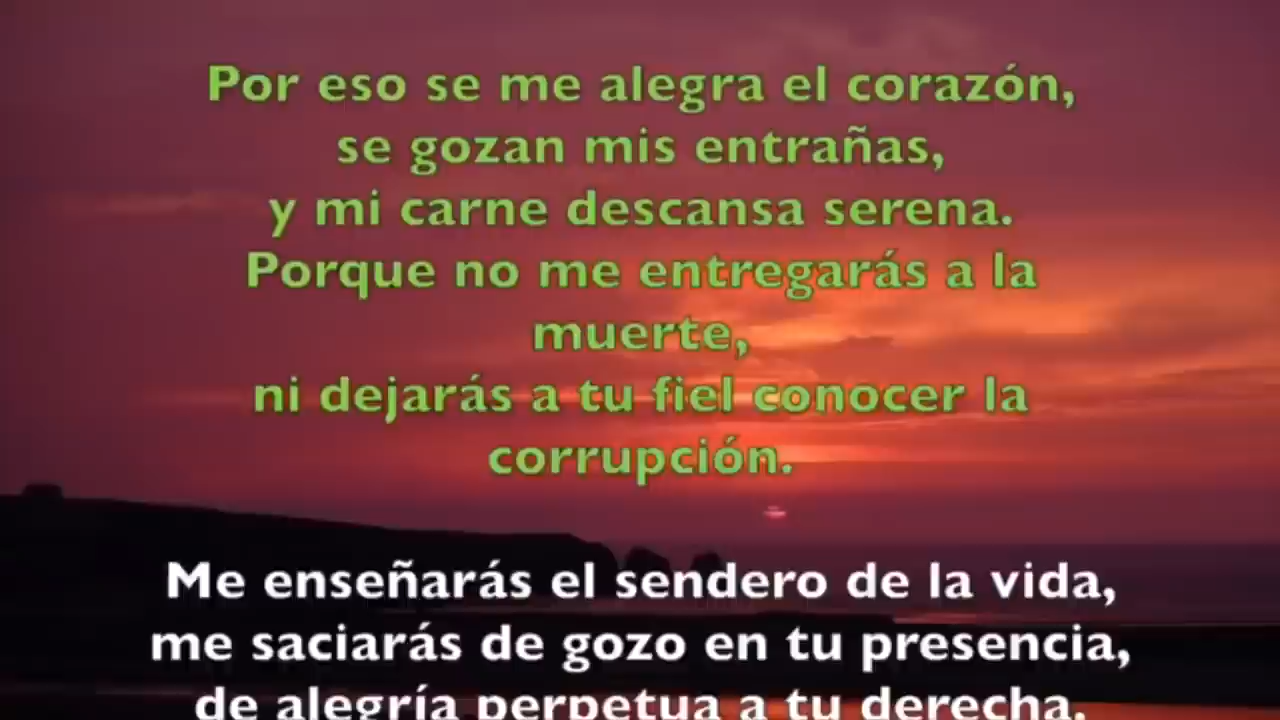 Por eso se me alegra el corazón,
se gozan mis entrañas,
y mi carne descansa serena.
Porque no me entregarás a la
muerte,
ni dejarás a tu fiel conocer la
corrupción.
Me enseñarás el sendero de la vida,
me saciarás de gozo en tu presencia,
de alegría perpetua a tu derecha.